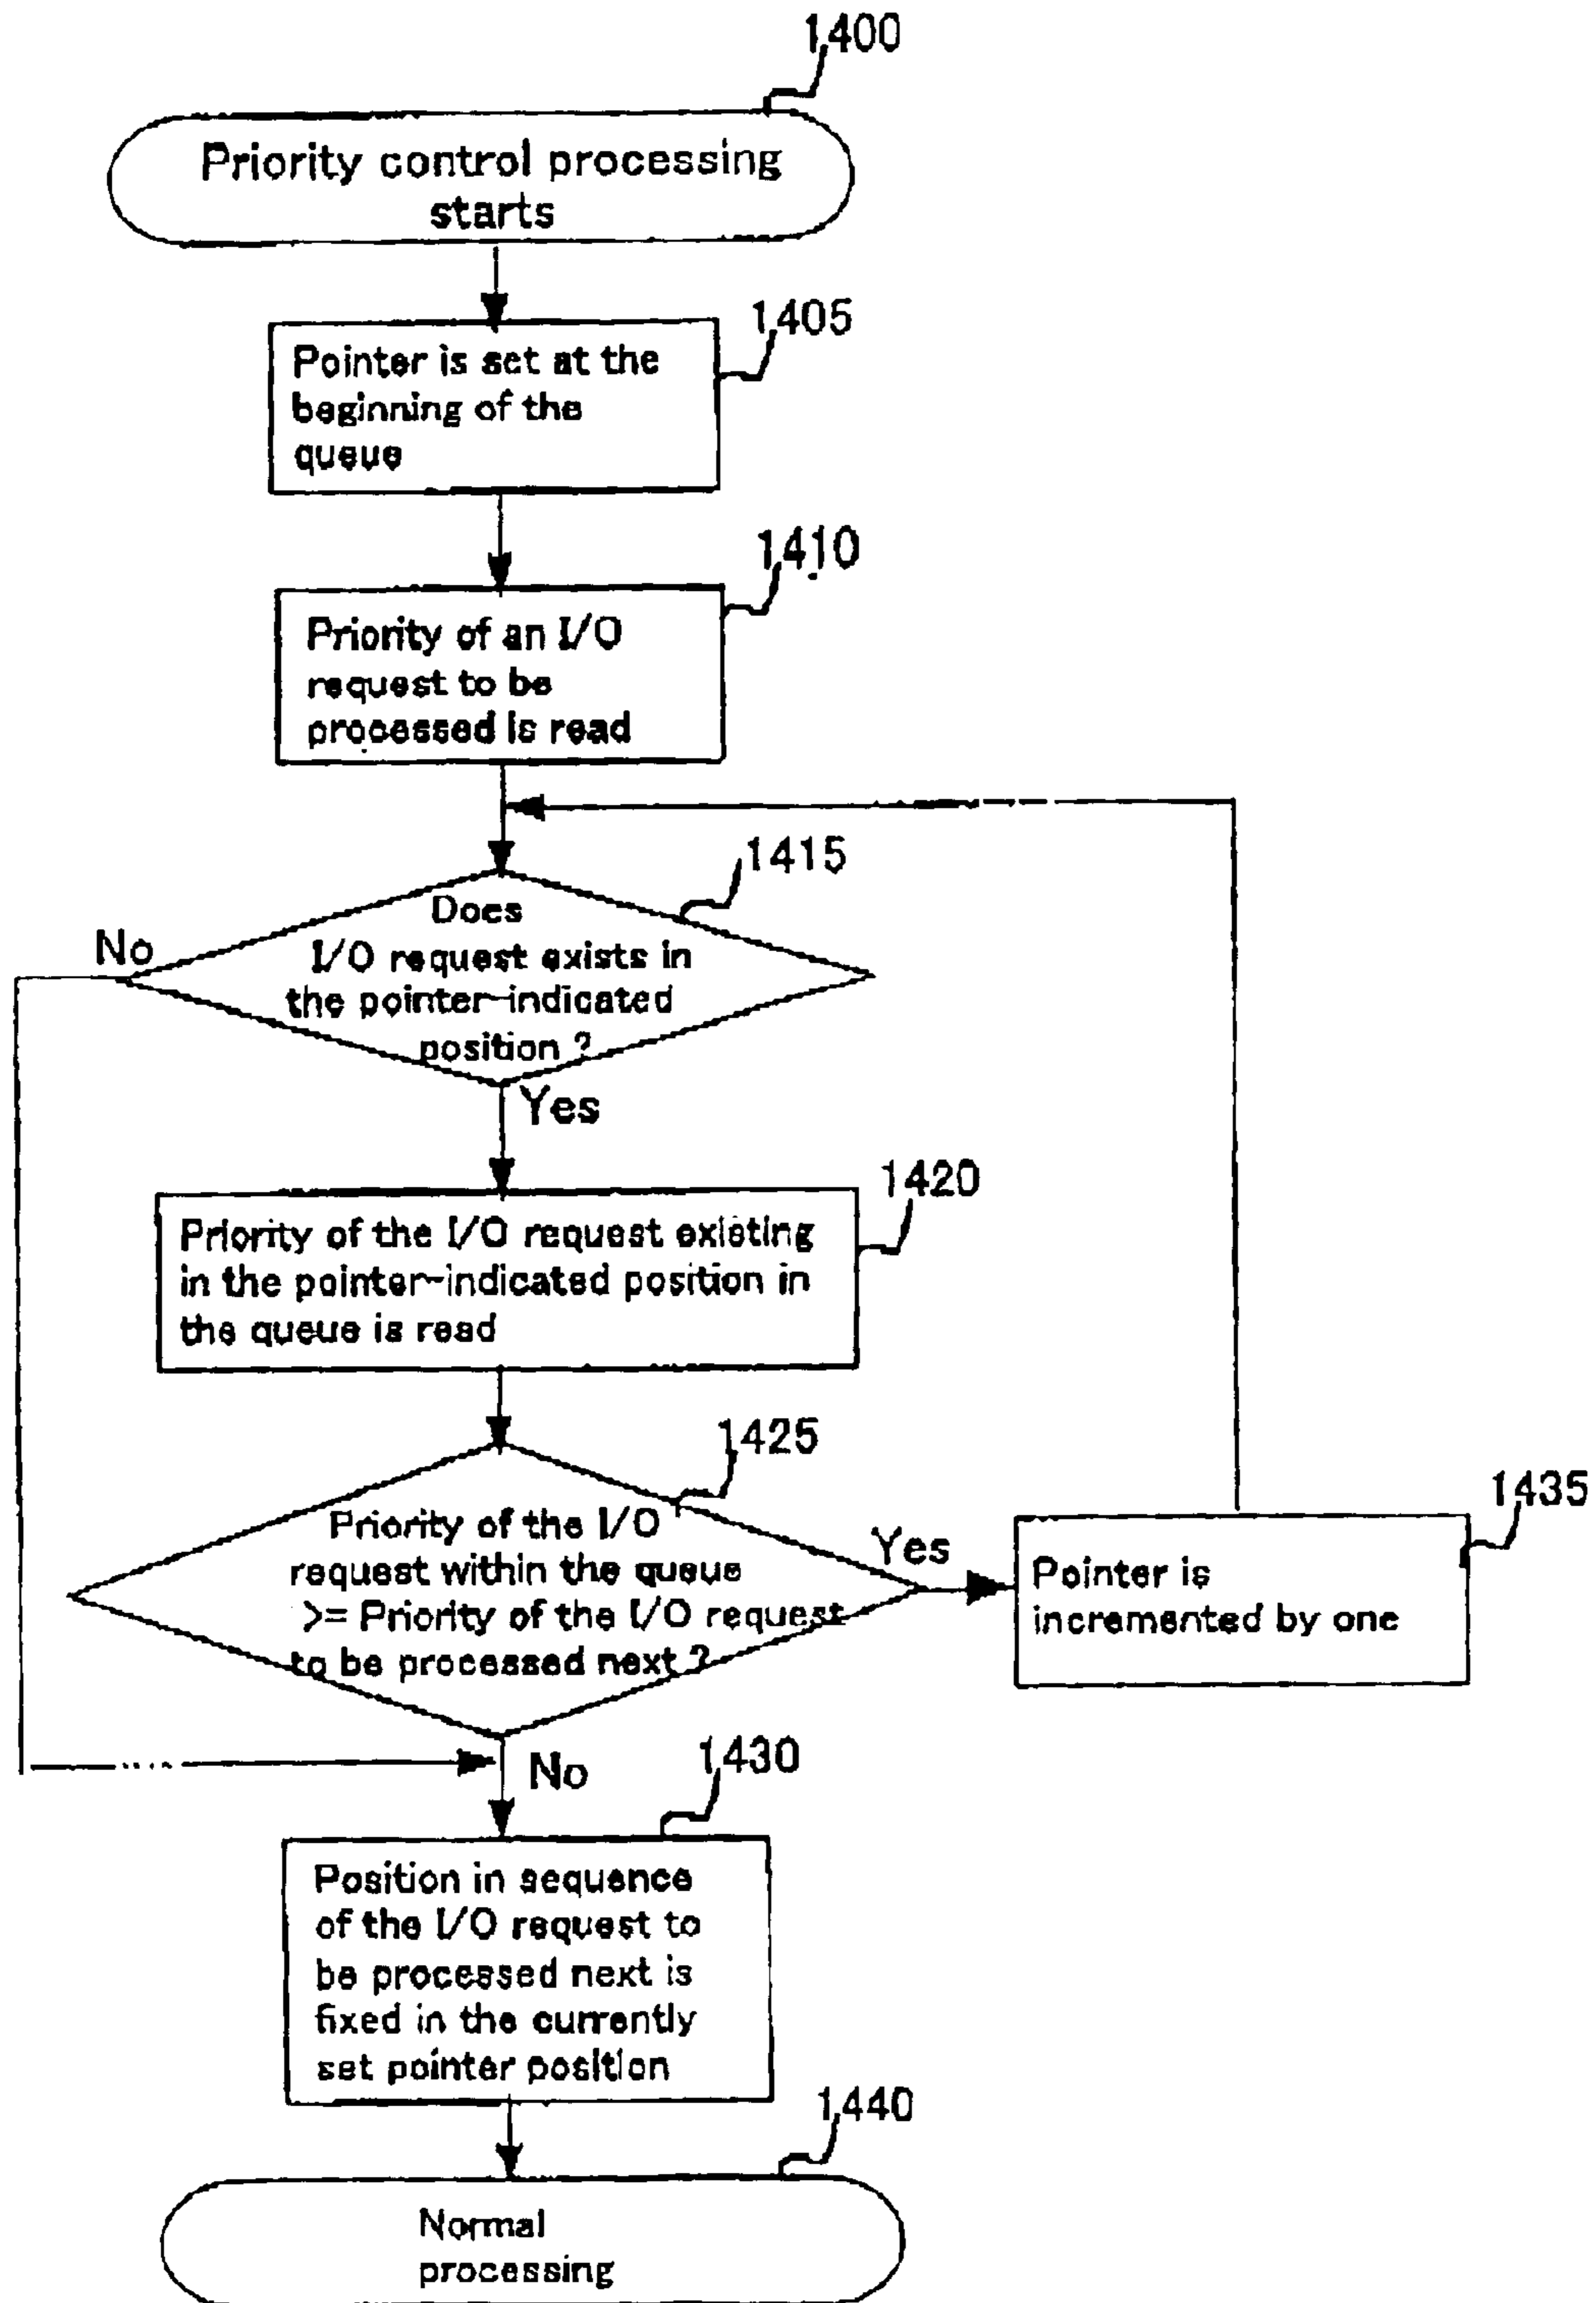 1400
Priority control processing
starts
1405
Pointer is set at the
beginning of the
queue
1410
Priority of an I/O
request to be
processed is read
1415
Does
I/O request exists in
the pointer-indicated
position ?
No
Yes
1420
Priority of the I/O request existing
in the pointer-indicated position in
the queue is read
1425
Priority of the I/O
request within the queue
>= Priority of the I/O request
to be processed next ?
Yes
1435
Pointer is
incremented by one
No
1430
Position in sequence
of the I/O request to
be processed next is
fixed in the currently
set pointer position
1440
Normal
processing